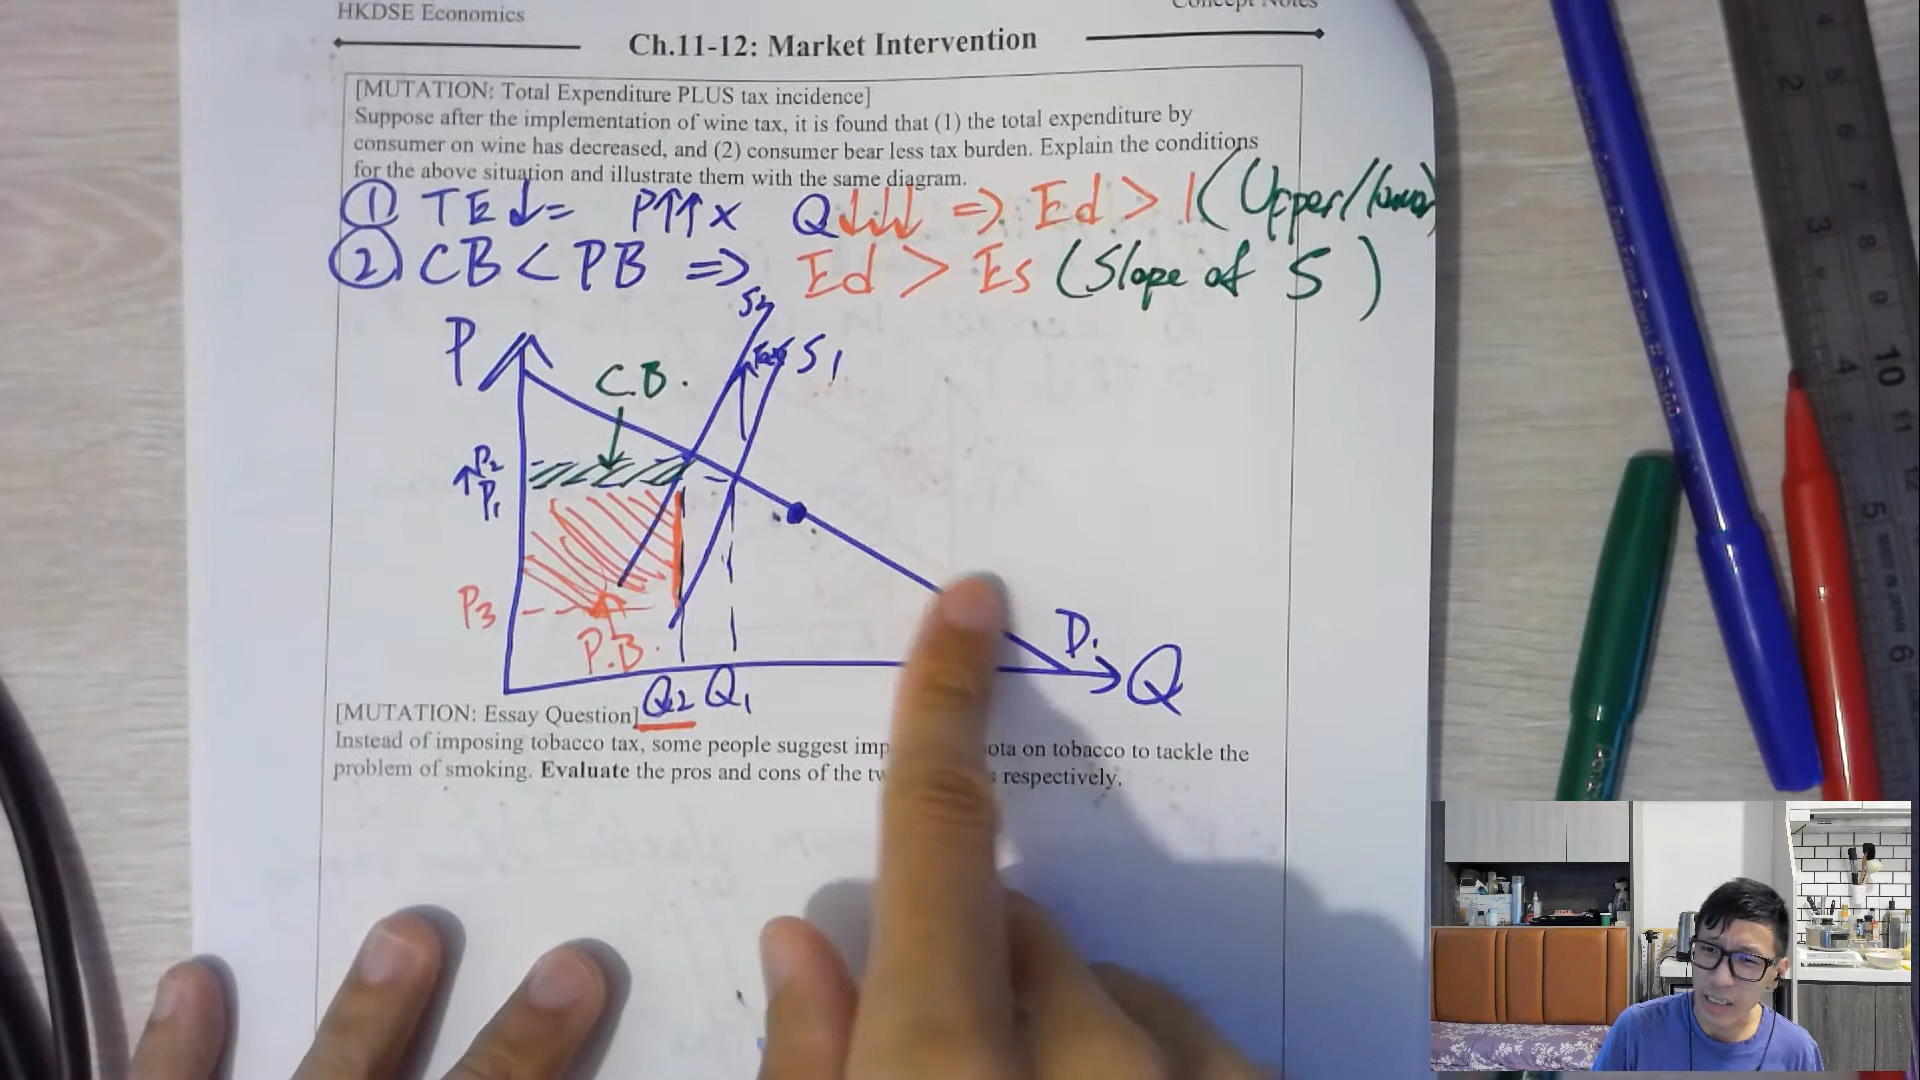 HKDSE Economics
Concept Notes
Ch.11-12: Market Intervention
[MUTATION: Total Expenditure PLUS tax incidence]
Suppose after the implementation of wine tax, it is found that (1) the total expenditure by
consumer on wine has decreased, and (2) consumer bear less tax burden. Explain the conditions
for the above situation and illustrate them with the same diagram.
① TE↓= P↑↑x Q↓↓↓ => Ed > 1 (Upper/lower)
② CB < PB => Ed > Es (Slope of S)
S2
P
C.B.
Tax S1
↑P2
P1
P3
P.B.
D.
Q
Q2 Q1
[MUTATION: Essay Question]
Instead of imposing tobacco tax, some people suggest imp ota on tobacco to tackle the
problem of smoking. Evaluate the pros and cons of the respectively.